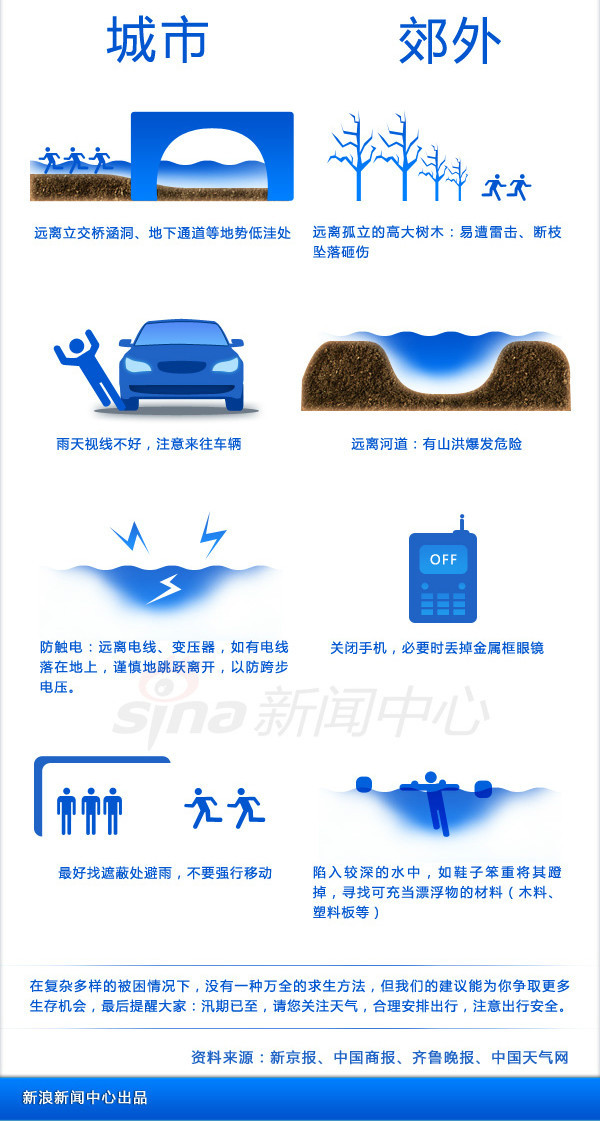 城市
郊外
远离立交桥涵洞、地下通道等地势低洼处
远离孤立的高大树木：易遭雷击、断枝
坠落砸伤
雨天视线不好，注意来往车辆
远离河道：有山洪爆发危险
OFF
防触电：远离电线、变压器，如有电线
落在地上，谨慎地跳跃离开，以防跨步
电压。
关闭手机，必要时丢掉金属框眼镜
sina 新闻中心
最好找遮蔽处避雨，不要强行移动
陷入较深的水中，如鞋子笨重将其蹬
掉，寻找可充当漂浮物的材料（木料、
塑料板等）
在复杂多样的被困情况下，没有一种万全的求生方法，但我们的建议能为你争取更多
生存机会，最后提醒大家：汛期已至，请您关注天气，合理安排出行，注意出行安全。
资料来源：新京报、中国商报、齐鲁晚报、中国天气网
新浪新闻中心出品